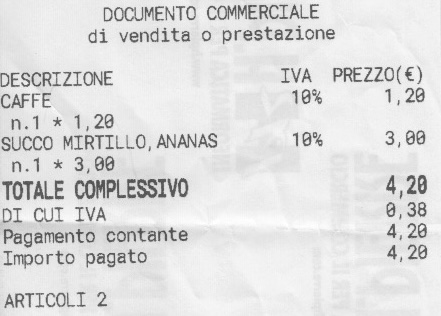 DOCUMENTO COMMERCIALE
di vendita o prestazione
DESCRIZIONE IVA PREZZO(€)
CAFFE 10% 1,20
n.1 * 1,20
SUCCO MIRTILLO,ANANAS 10% 3,00
n.1 * 3,00
TOTALE COMPLESSIVO 4,20
DI CUI IVA 0,38
Pagamento contante 4,20
Importo pagato 4,20
ARTICOLI 2